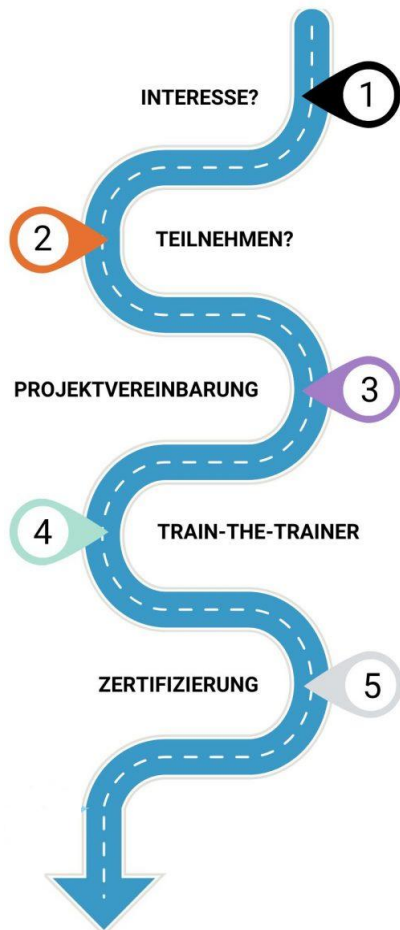 INTERESSE?
1
2
TEILNEHMEN?
PROJEKTVEREINBARUNG
3
4
TRAIN-THE-TRAINER
ZERTIFIZIERUNG
5